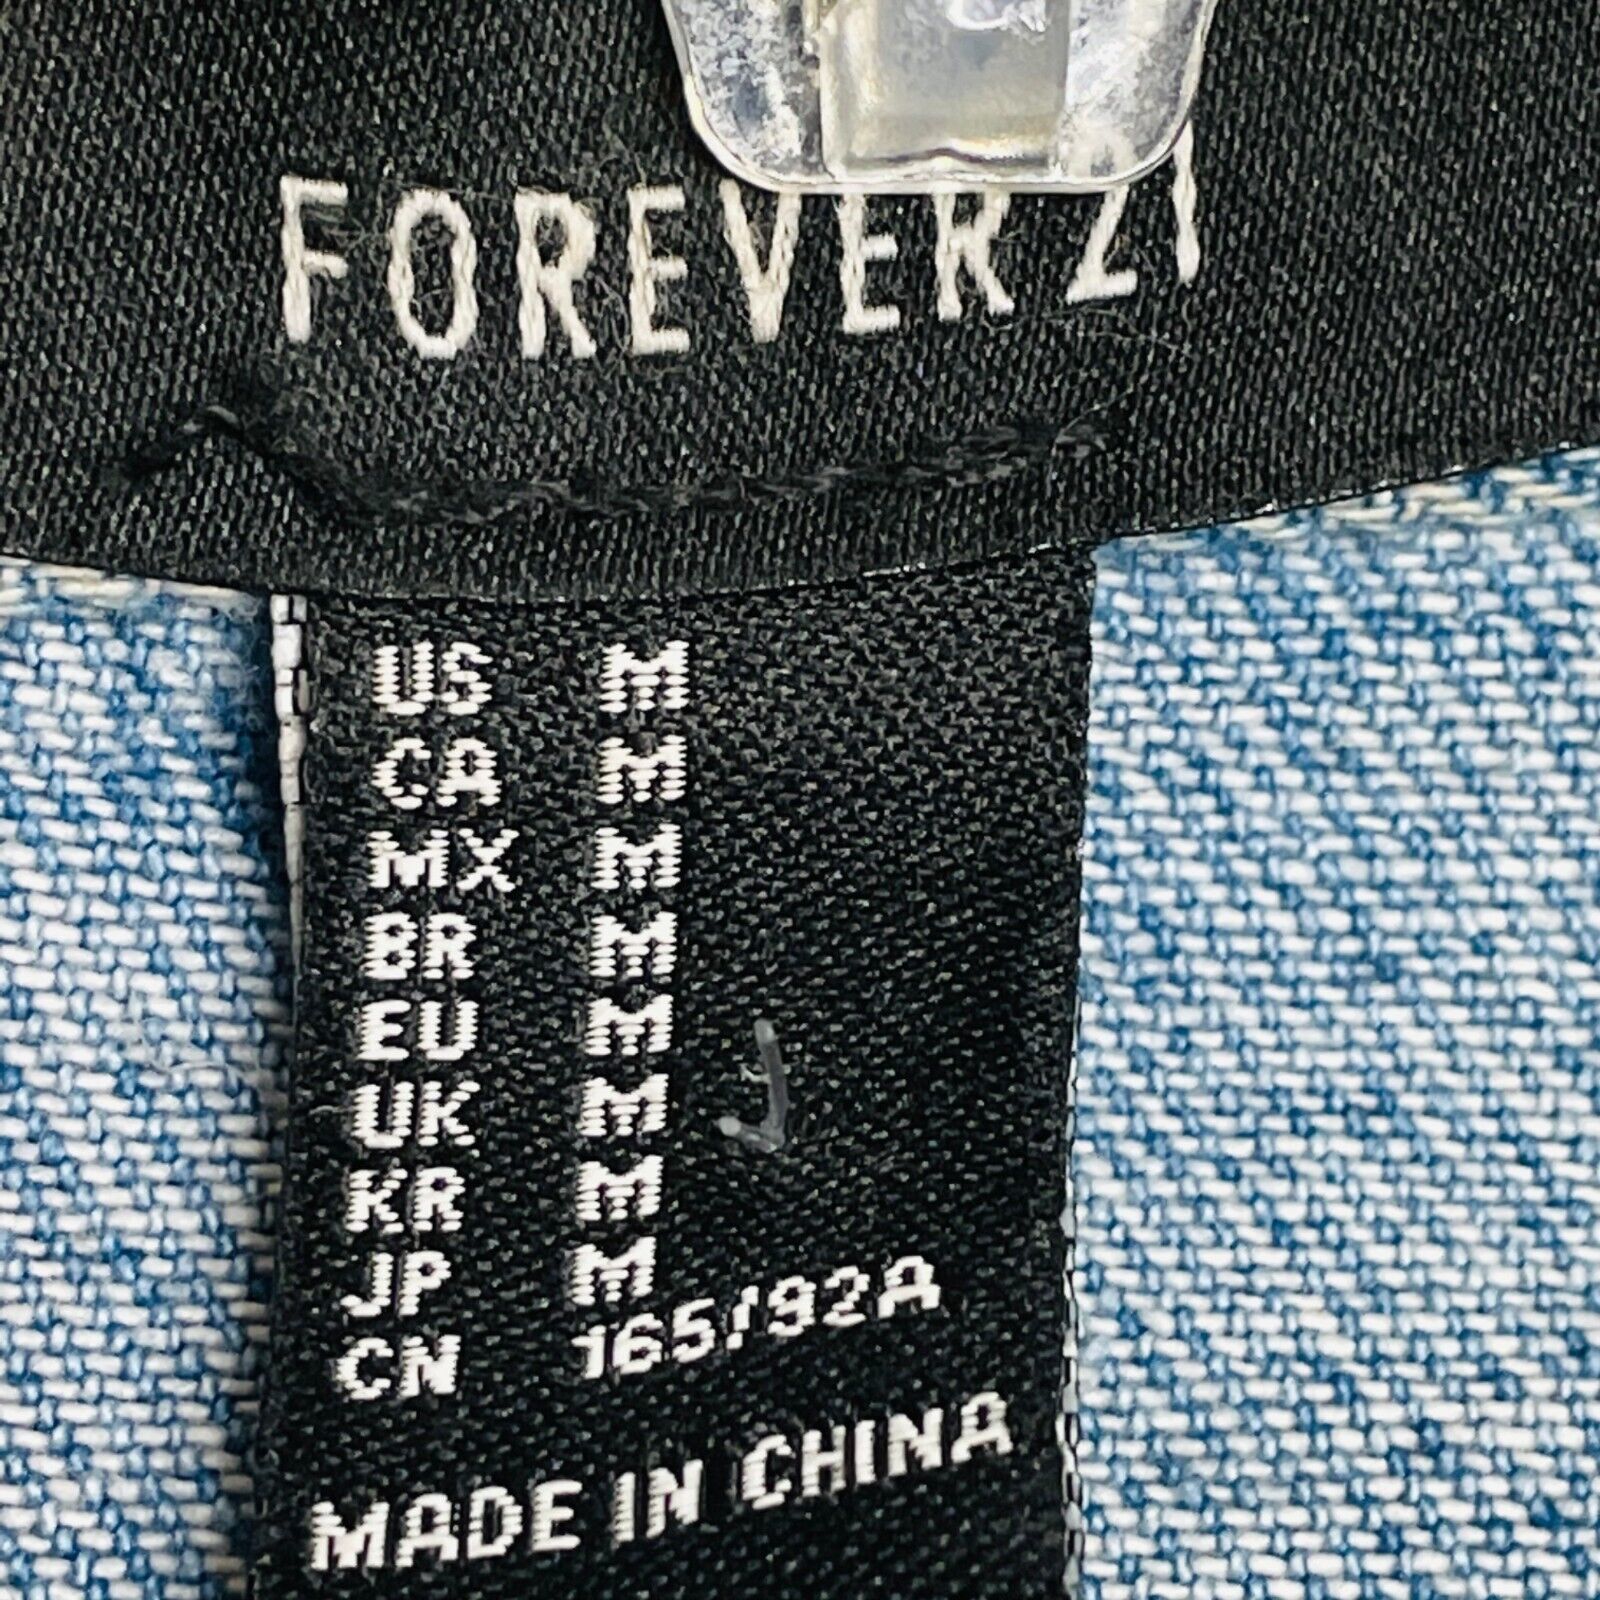 FOREVER 21
US M
CA M
MX M
BR M
EU M
UK M
KR M
JP M
CN 165/92A
MADE IN CHINA